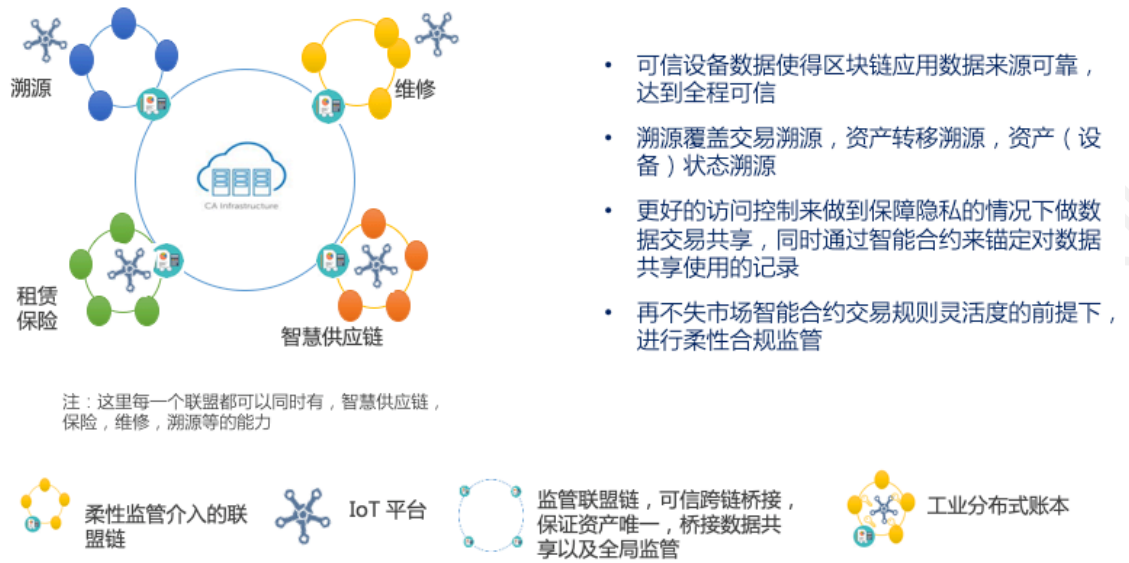 溯源
维修
CA Infrastructure
租赁
保险
智慧供应链
注：这里每一个联盟都可以同时有，智慧供应链，
保险，维修，溯源等的能力
• 可信设备数据使得区块链应用数据来源可靠，
达到全程可信
• 溯源覆盖交易溯源，资产转移溯源，资产（设
备）状态溯源
• 更好的访问控制来做到保障隐私的情况下做数
据交易共享，同时通过智能合约来锚定对数据
共享使用的记录
• 再不失市场智能合约交易规则灵活度的前提下，
进行柔性合规监管
柔性监管介入的联
盟链
IoT 平台
监管联盟链，可信跨链桥接，
保证资产唯一，桥接数据共
享以及全局监管
工业分布式账本